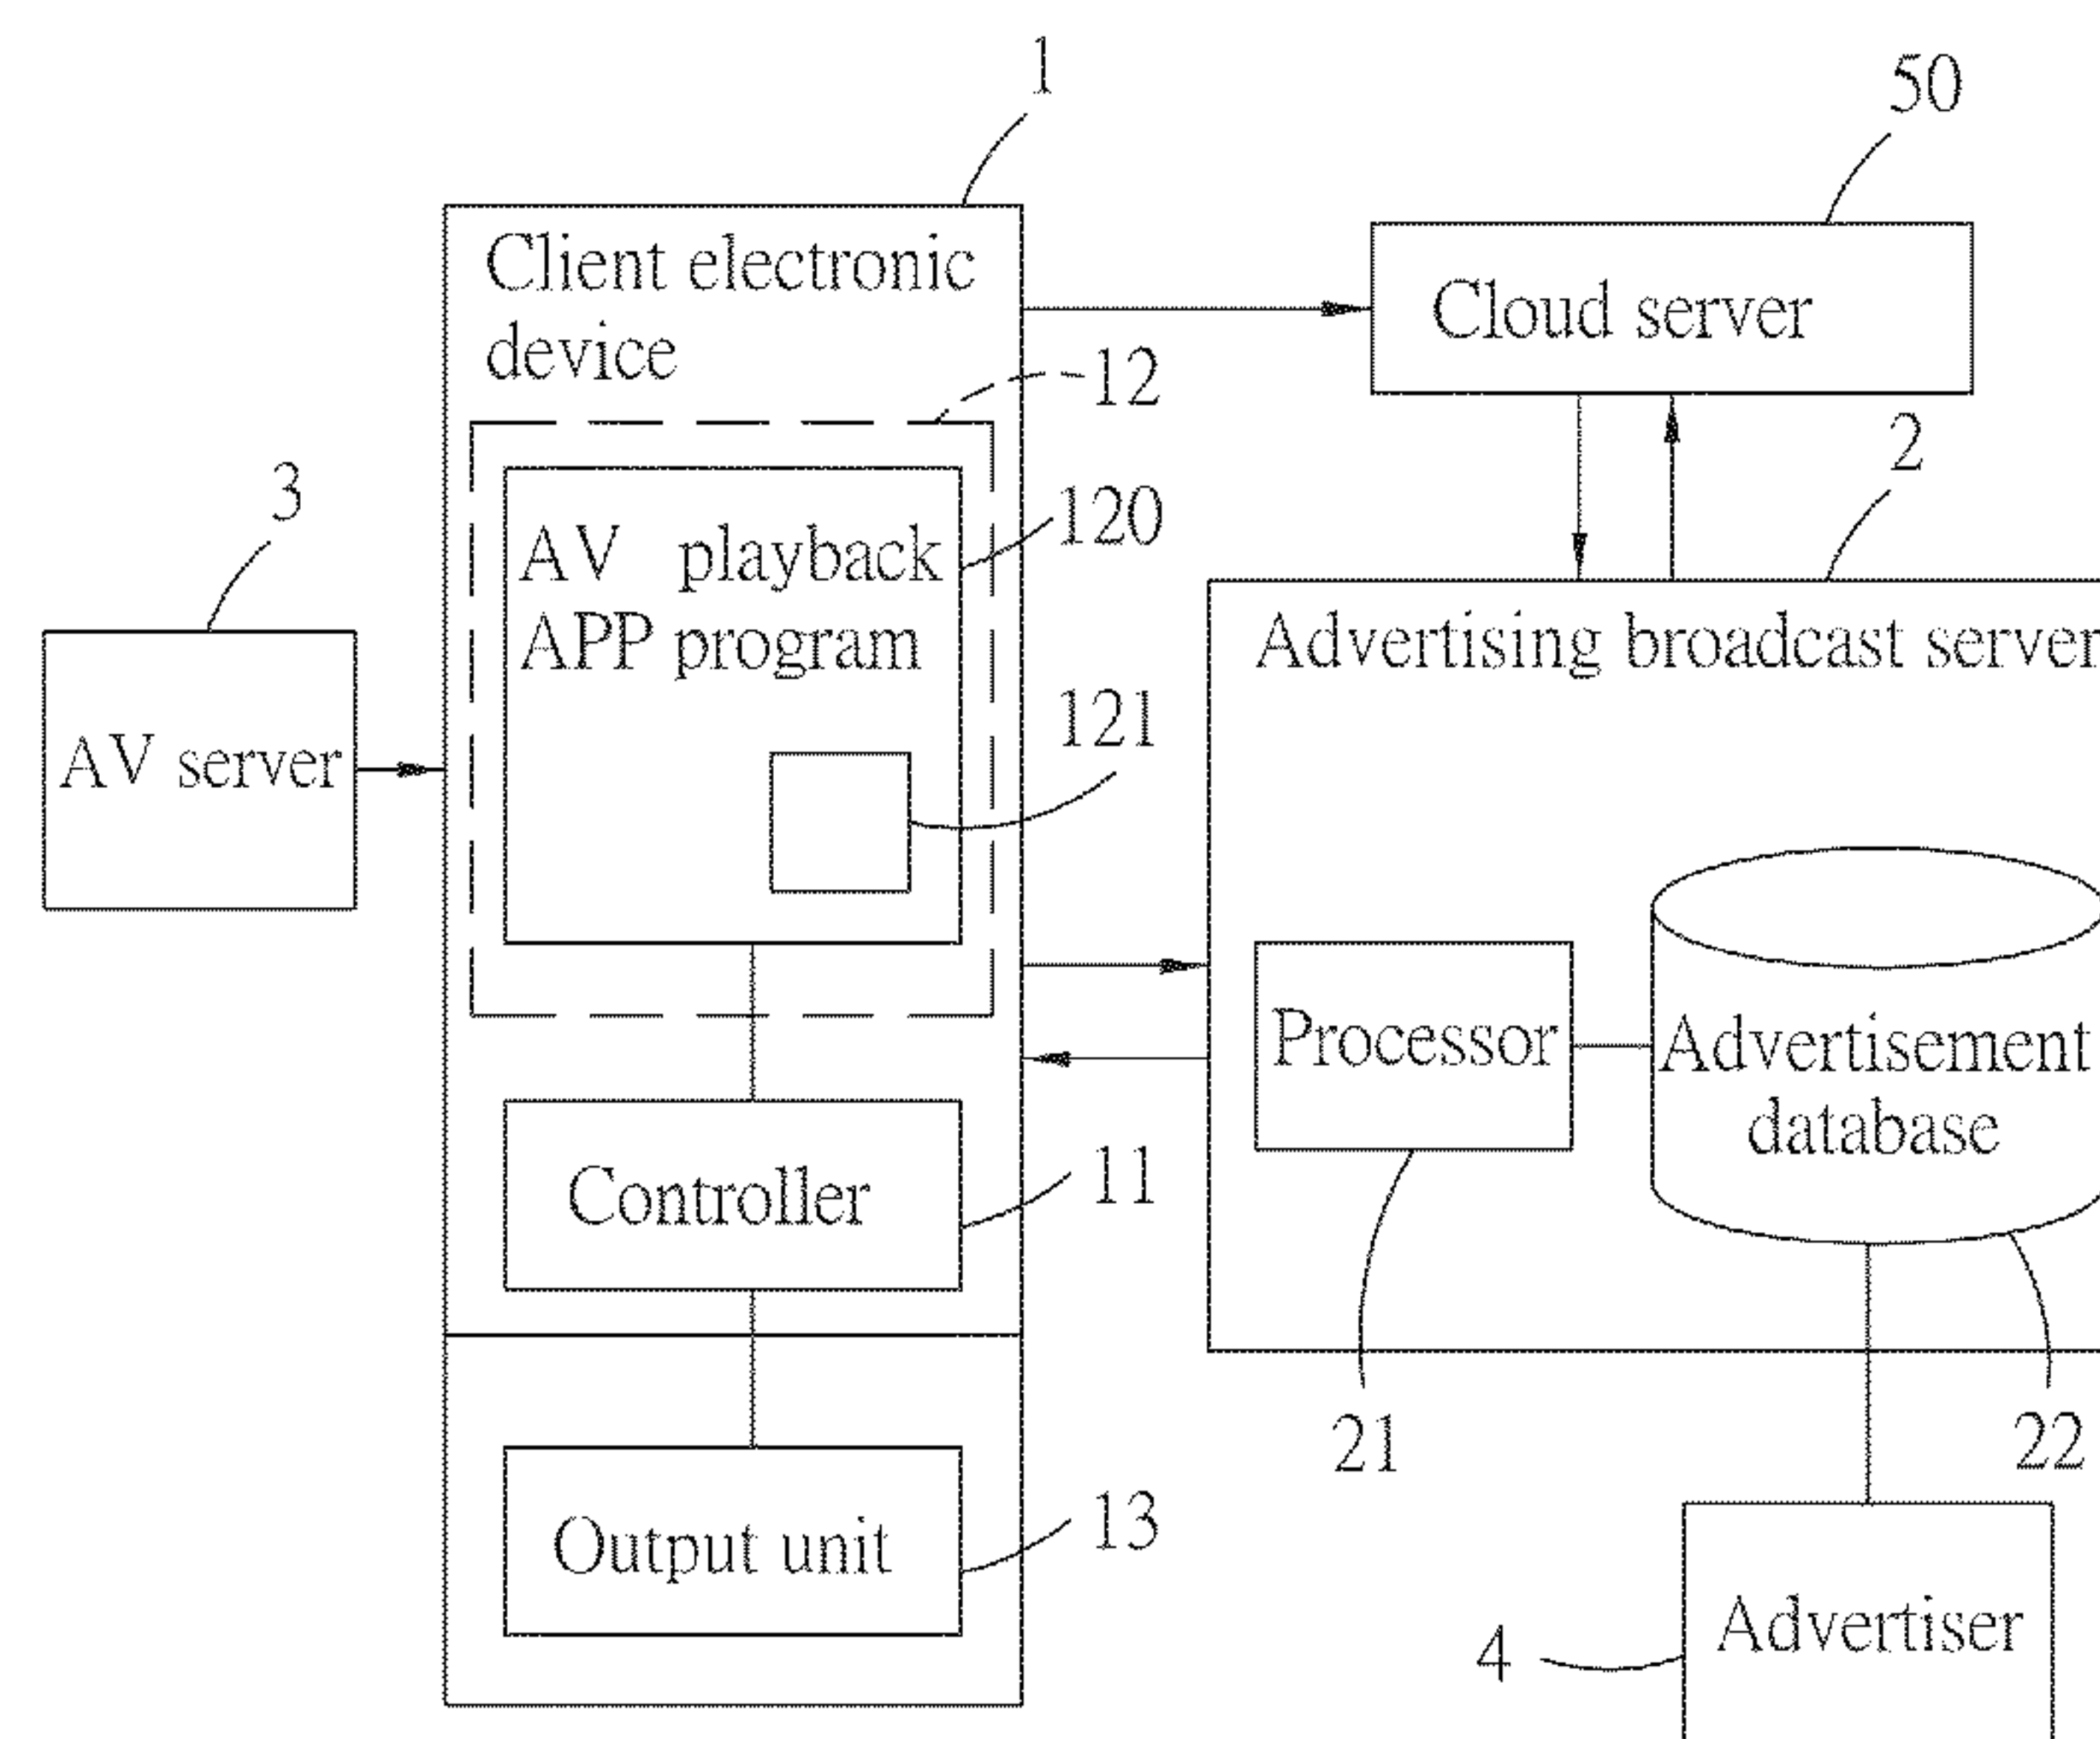 1
50
Client electronic
device
Cloud server
12
2
3
120
AV playback
APP program
Advertising broadcast server
121
AV server
Processor
Advertisement
database
Controller
11
21
22
Output unit
13
Advertiser
4